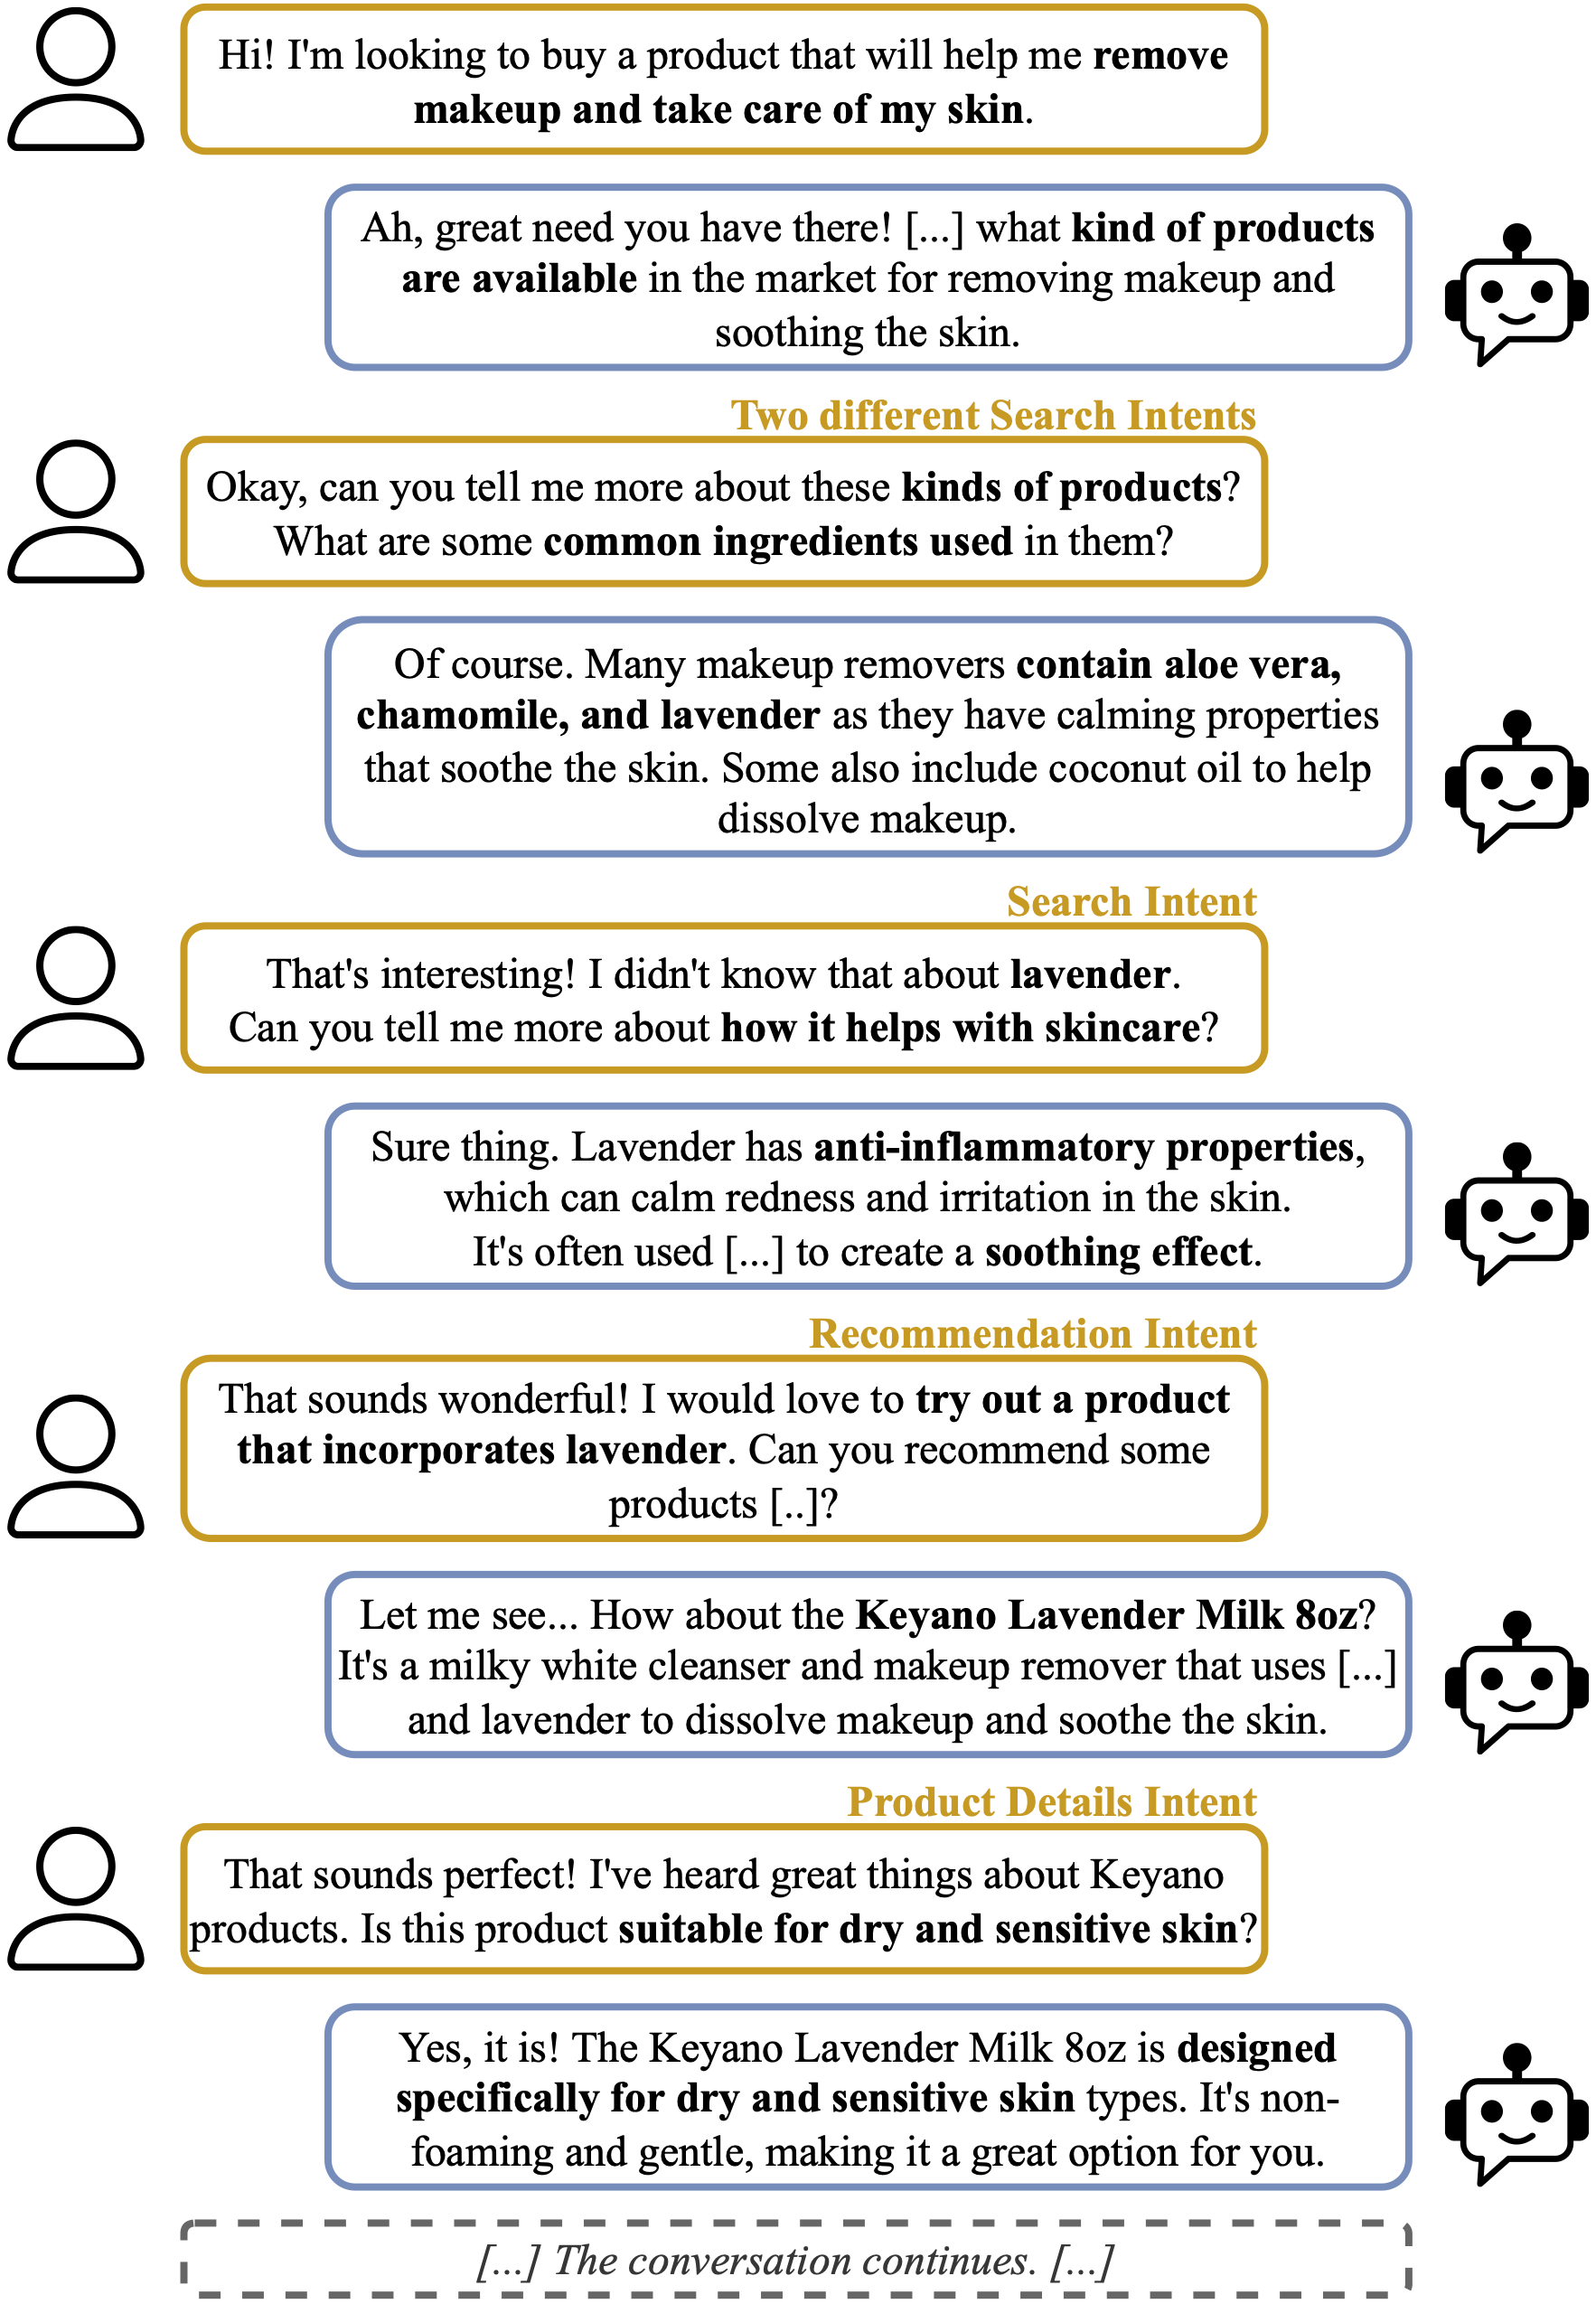 Hi! I'm looking to buy a product that will help me remove
makeup and take care of my skin.
Ah, great need you have there! [...] what kind of products
are available in the market for removing makeup and
soothing the skin.
Two different Search Intents
Okay, can you tell me more about these kinds of products?
What are some common ingredients used in them?
Of course. Many makeup removers contain aloe vera,
chamomile, and lavender as they have calming properties
that soothe the skin. Some also include coconut oil to help
dissolve makeup.
Search Intent
That's interesting! I didn't know that about lavender.
Can you tell me more about how it helps with skincare?
Sure thing. Lavender has anti-inflammatory properties,
which can calm redness and irritation in the skin.
It's often used [...] to create a soothing effect.
Recommendation Intent
That sounds wonderful! I would love to try out a product
that incorporates lavender. Can you recommend some
products [..]?
Let me see... How about the Keyano Lavender Milk 8oz?
It's a milky white cleanser and makeup remover that uses [...]
and lavender to dissolve makeup and soothe the skin.
Product Details Intent
That sounds perfect! I've heard great things about Keyano
products. Is this product suitable for dry and sensitive skin?
Yes, it is! The Keyano Lavender Milk 8oz is designed
specifically for dry and sensitive skin types. It's non-
foaming and gentle, making it a great option for you.
[...] The conversation continues. [...]